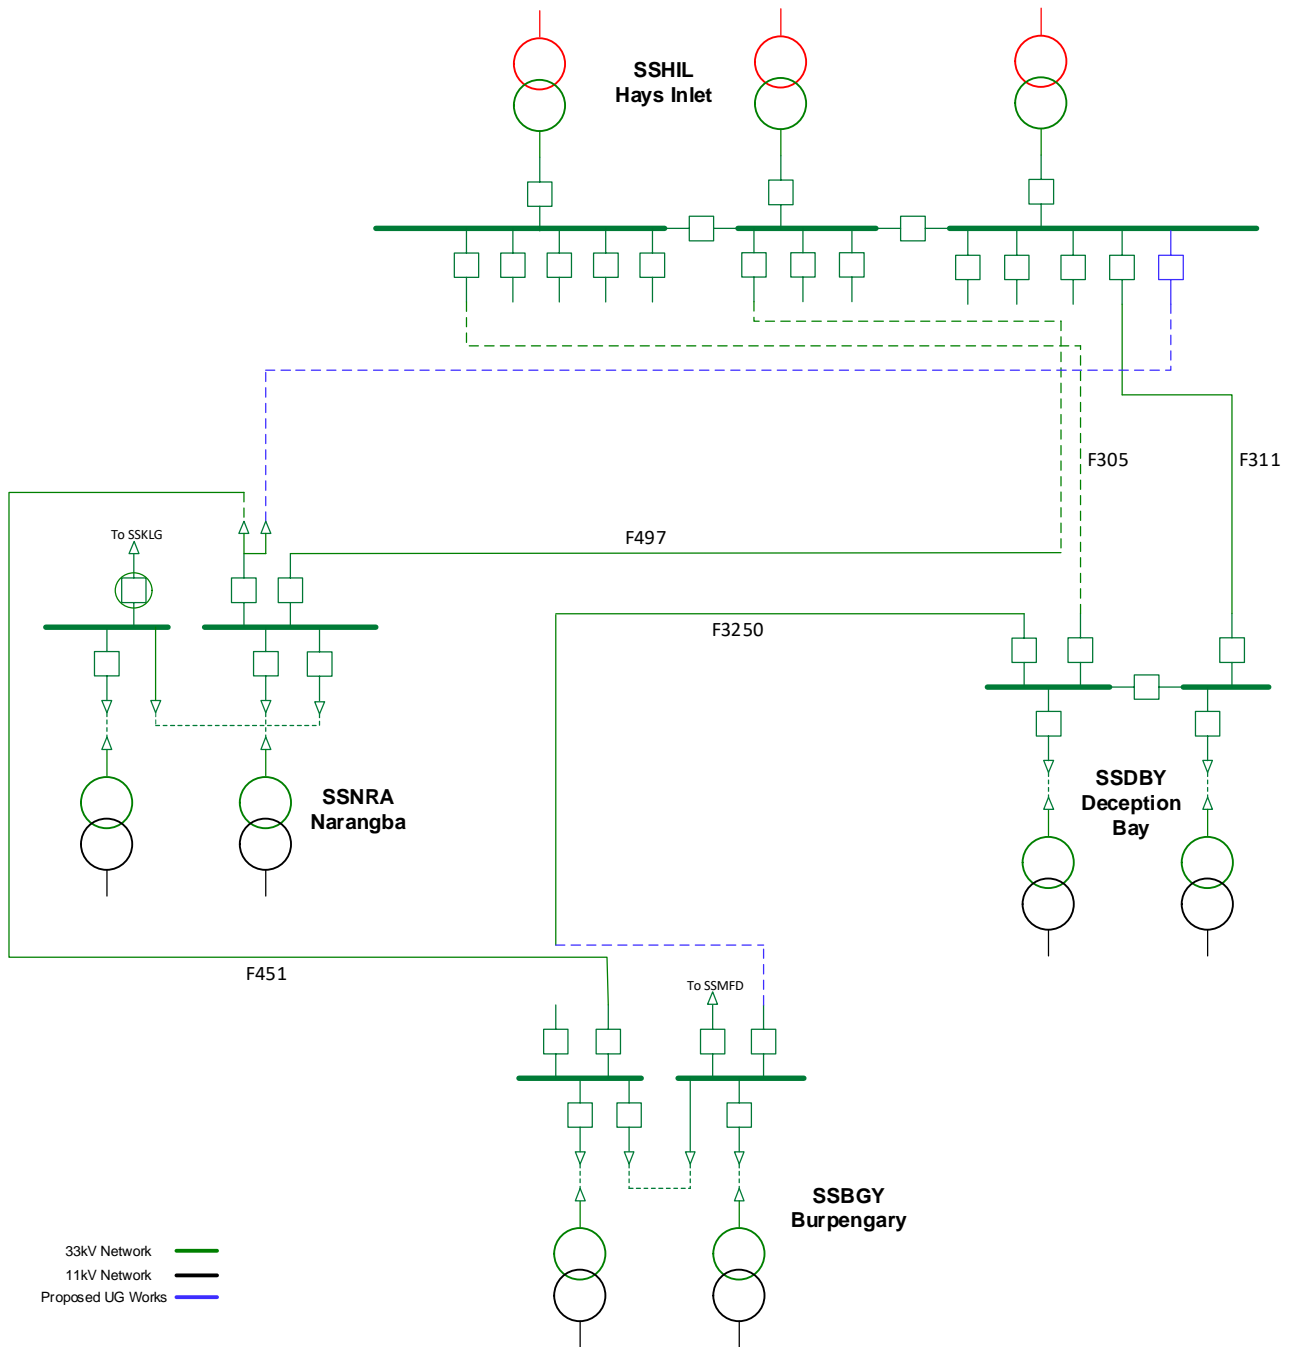 SSHIL
Hays Inlet
F305
F311
To SSKLG
F497
F3250
SSNRA
Narangba
SSDBY
Deception
Bay
F451
To SSMFD
SSBGY
Burpengary
33kV Network
11kV Network
Proposed UG Works